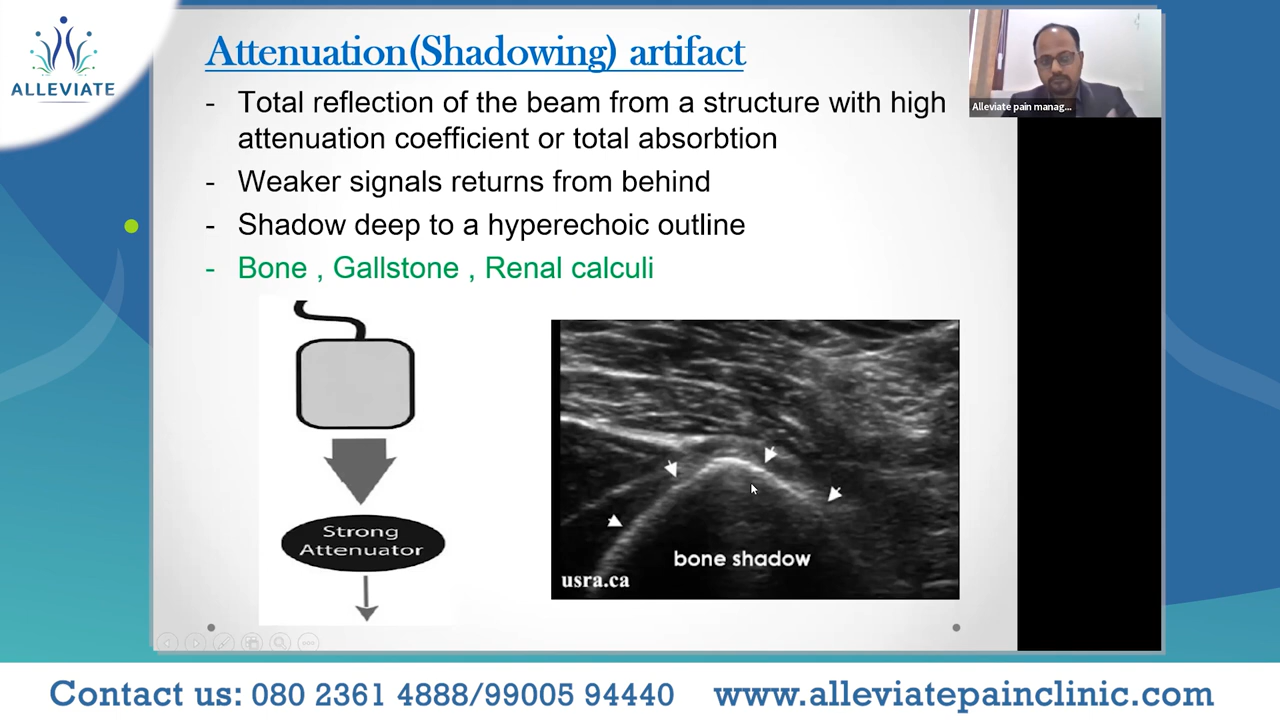 ALLEVIATE
Attenuation(Shadowing) artifact
- Total reflection of the beam from a structure with high
attenuation coefficient or total absorbtion
- Weaker signals returns from behind
- Shadow deep to a hyperechoic outline
- Bone , Gallstone , Renal calculi
Alleviate pain manag...
Strong
Attenuator
bone shadow
usra.ca
Contact us: 080 2361 4888/99005 94440 www.alleviatepainclinic.com